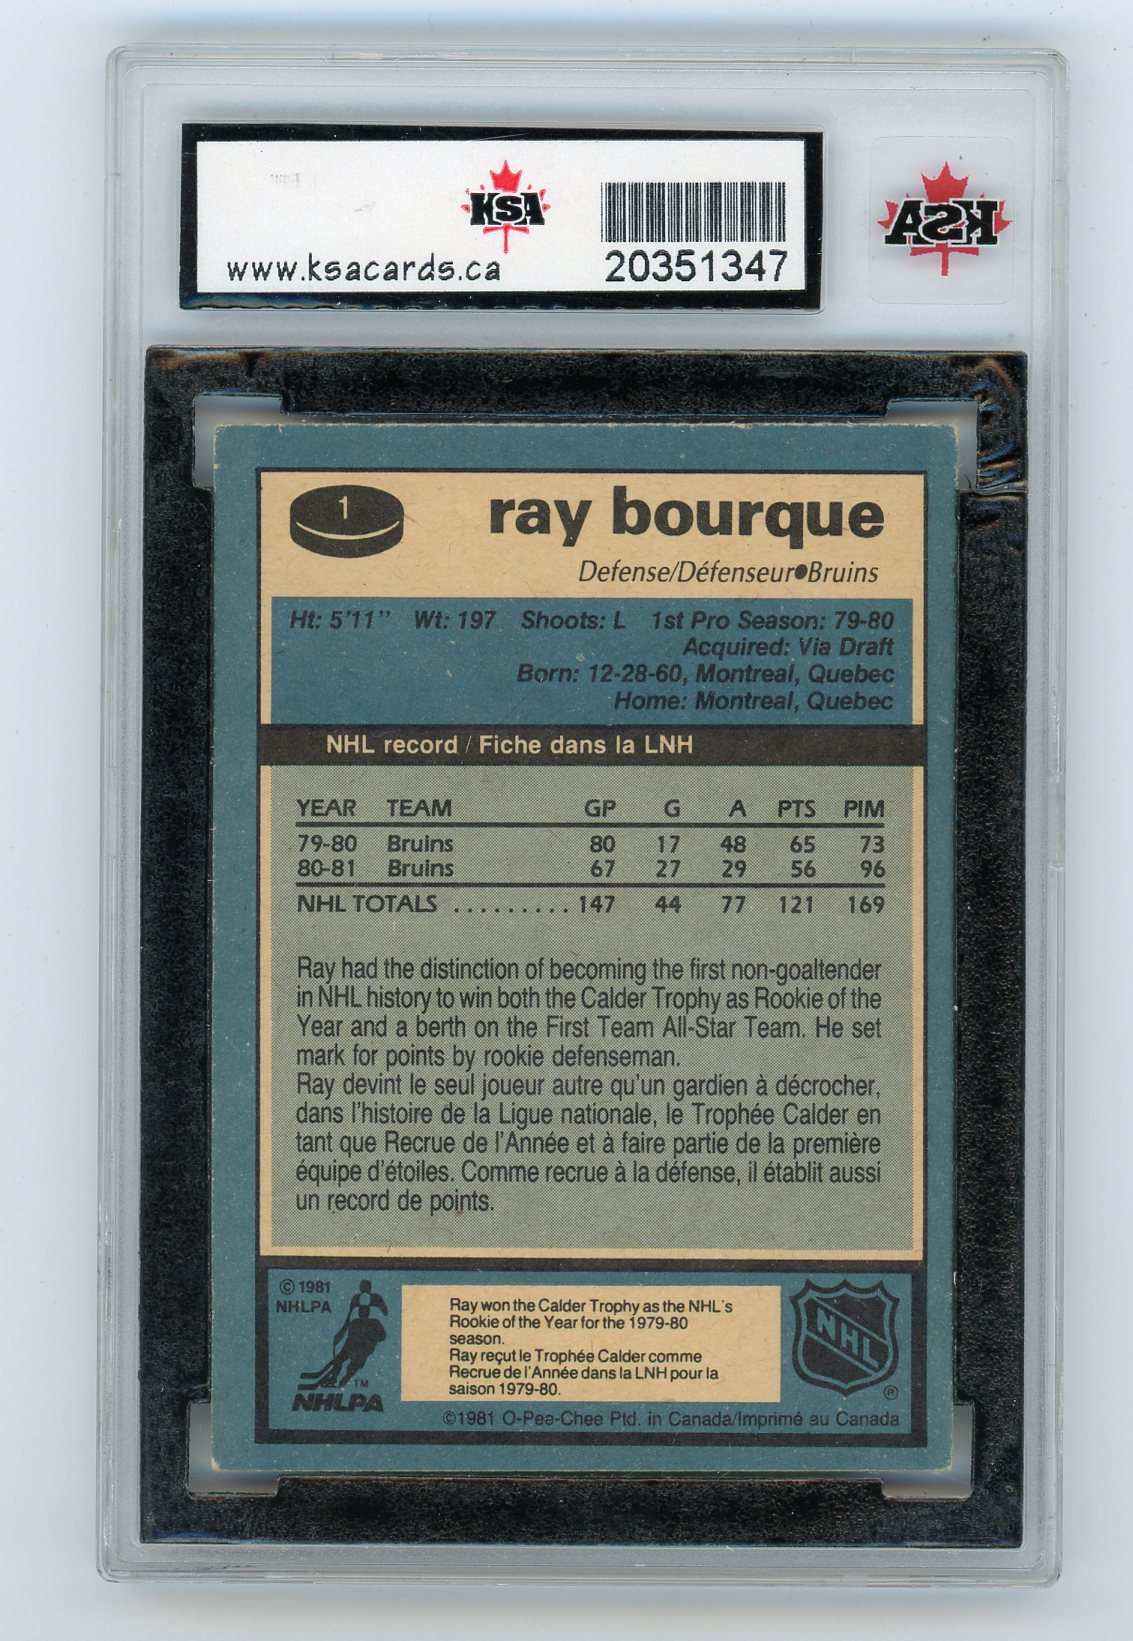 KSA
www.ksacards.ca
20351347
KSA
1
ray bourque
Defense/Défenseur●Bruins
Ht: 5'11" Wt: 197 Shoots: L 1st Pro Season: 79-80
Acquired: Via Draft
Born: 12-28-60, Montreal, Quebec
Home: Montreal, Quebec
NHL record / Fiche dans la LNH
YEAR TEAM GP G A PTS PIM
79-80 Bruins 80 17 48 65 73
80-81 Bruins 67 27 29 56 96
NHL TOTALS ......... 147 44 77 121 169
Ray had the distinction of becoming the first non-goaltender
in NHL history to win both the Calder Trophy as Rookie of the
Year and a berth on the First Team All-Star Team. He set
mark for points by rookie defenseman.
Ray devint le seul joueur autre qu'un gardien à décrocher,
dans l'histoire de la Ligue nationale, le Trophée Calder en
tant que Recrue de l'Année et à faire partie de la première
équipe d'étoiles. Comme recrue à la défense, il établit aussi
un record de points.
© 1981
NHLPA
TM
NHLPA
Ray won the Calder Trophy as the NHL's
Rookie of the Year for the 1979-80
season.
Ray reçut le Trophée Calder comme
Recrue de l'Année dans la LNH pour la
saison 1979-80.
NHL
®
©1981 O-Pee-Chee Ptd. in Canada/Imprimé au Canada